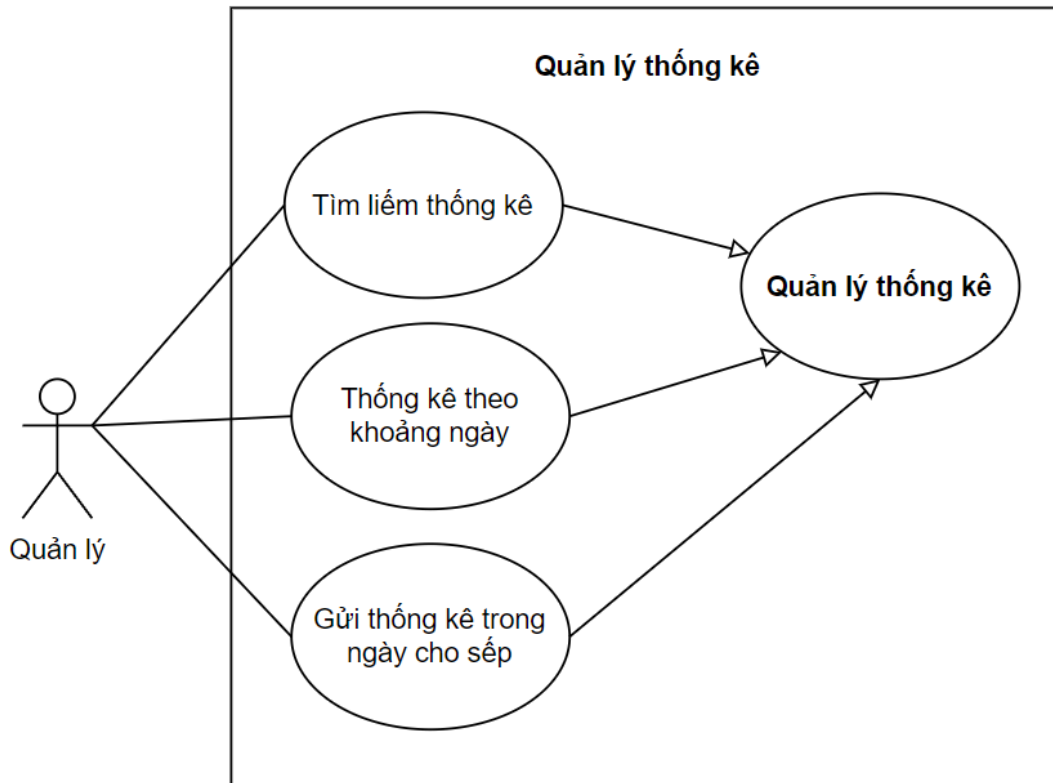 Quản lý thống kê
Tìm liếm thống kê
Quản lý thống kê
Thống kê theo
khoảng ngày
Quản lý
Gửi thống kê trong
ngày cho sếp